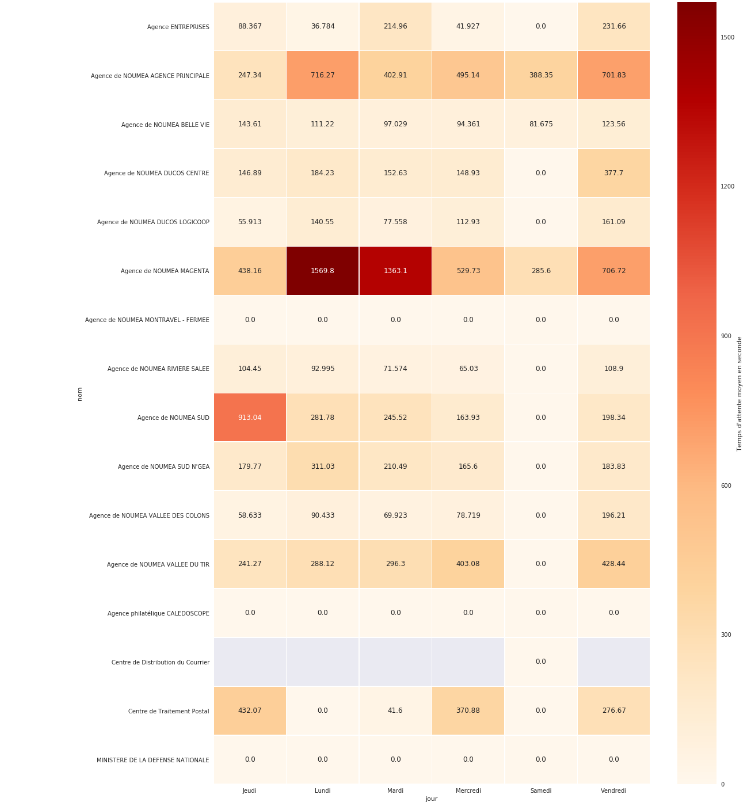 Agence ENTREPRISES 88.367 36.784 214.96 41.927 0.0 231.66
Agence de NOUMEA AGENCE PRINCIPALE 247.34 716.27 402.91 495.14 388.35 701.83
Agence de NOUMEA BELLE VIE 143.61 111.22 97.029 94.361 81.675 123.56
Agence de NOUMEA DUCOS CENTRE 146.89 184.23 152.63 148.93 0.0 377.7
Agence de NOUMEA DUCOS LOGICOOP 55.913 140.55 77.558 112.93 0.0 161.09
Agence de NOUMEA MAGENTA 438.16 1569.8 1363.1 529.73 285.6 706.72
Agence de NOUMEA MONTRAVEL - FERMEE 0.0 0.0 0.0 0.0 0.0 0.0
Agence de NOUMEA RIVIERE SALEE 104.45 92.995 71.574 65.03 0.0 108.9
Agence de NOUMEA SUD 913.04 281.78 245.52 163.93 0.0 198.34
Agence de NOUMEA SUD N'GEA 179.77 311.03 210.49 165.6 0.0 183.83
Agence de NOUMEA VALLEE DES COLONS 58.633 90.433 69.923 78.719 0.0 196.21
Agence de NOUMEA VALLEE DU TIR 241.27 288.12 296.3 403.08 0.0 428.44
Agence philatélique CALEDOSCOPE 0.0 0.0 0.0 0.0 0.0 0.0
Centre de Distribution du Courrier 0.0
Centre de Traitement Postal 432.07 0.0 41.6 370.88 0.0 276.67
MINISTERE DE LA DEFENSE NATIONALE 0.0 0.0 0.0 0.0 0.0 0.0
Jeudi Lundi Mardi Mercredi Samedi Vendredi
jour
nom
1500
1200
900
600
300
0
Temps d'attente moyen en seconde